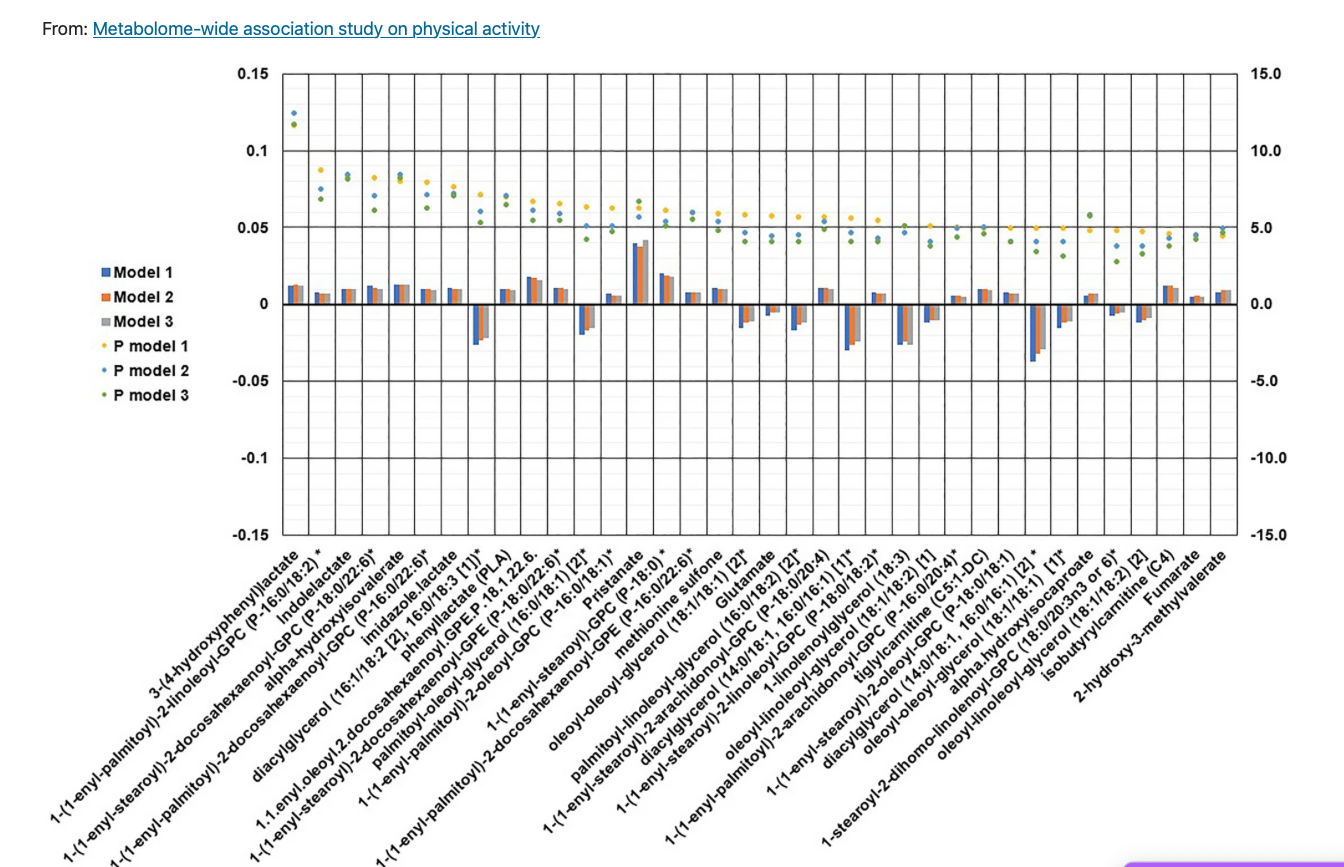 From: Metabolome-wide association study on physical activity
0.15
15.0
0.1
10.0
0.05
5.0
Model 1
Model 2
0
0.0
Model 3
P model 1
P model 2
-0.05
-5.0
P model 3
-0.1
-10.0
-0.15
-15.0
3-(4-hydroxyphenyl)lactate
1-(1-enyl-palmitoyl)-2-linoleoyl-GPC (P-16:0/18:2) *
Indolelactate
1-(1-enyl-stearoyl)-2-docosahexaenoyl-GPC (P-18:0/22:6)*
alpha-hydroxyisovalerate
1-(1-enyl-palmitoyl)-2-docosahexaenoyl-GPC (P-16:0/22:6)*
imidazole lactate
diacylglycerol (16:1/18:2 [2], 16:0/18:3 [1])*
phenyllactate (PLA)
1.1.enyl.oleoyl.2.docosahexaenoyl.GPE.P.18.1.22.6.
1-(1-enyl-stearoyl)-2-docosahexaenoyl-GPE (P-18:0/22:6)*
palmitoyl-oleoyl-glycerol (16:0/18:1) [2]*
1-(1-enyl-palmitoyl)-2-oleoyl-GPC (P-16:0/18:1)*
Pristanate
1-(1-enyl-stearoyl)-GPC (P-18:0) *
1-(1-enyl-palmitoyl)-2-docosahexaenoyl-GPE (P-16:0/22:6)*
methionine sulfone
oleoyl-oleoyl-glycerol (18:1/18:1) [2]*
Glutamate
palmitoyl-linoleoyl-glycerol (16:0/18:2) [2]*
1-(1-enyl-stearoyl)-2-arachidonoyl-GPC (P-18:0/20:4)
diacylglycerol (14:0/18:1, 16:0/16:1) [1]*
1-(1-enyl-stearoyl)-2-linoleoyl-GPC (P-18:0/18:2)*
1-linolenoylglycerol (18:3)
oleoyl-linoleoyl-glycerol (18:1/18:2) [1]
1-(1-enyl-palmitoyl)-2-arachidonoyl-GPC (P-16:0/20:4)*
tiglylcarnitine (C5:1-DC)
1-(1-enyl-stearoyl)-2-oleoyl-GPC (P-18:0/18:1)
diacylglycerol (14:0/18:1, 16:0/16:1) [2] *
oleoyl-oleoyl-glycerol (18:1/18:1) [1]*
alpha.hydroxyisocaproate
1-stearoyl-2-dihomo-linolenoyl-GPC (18:0/20:3n3 or 6)*
oleoyl-linoleoyl-glycerol (18:1/18:2) [2]
isobutyrylcarnitine (C4)
Fumarate
2-hydroxy-3-methylvalerate